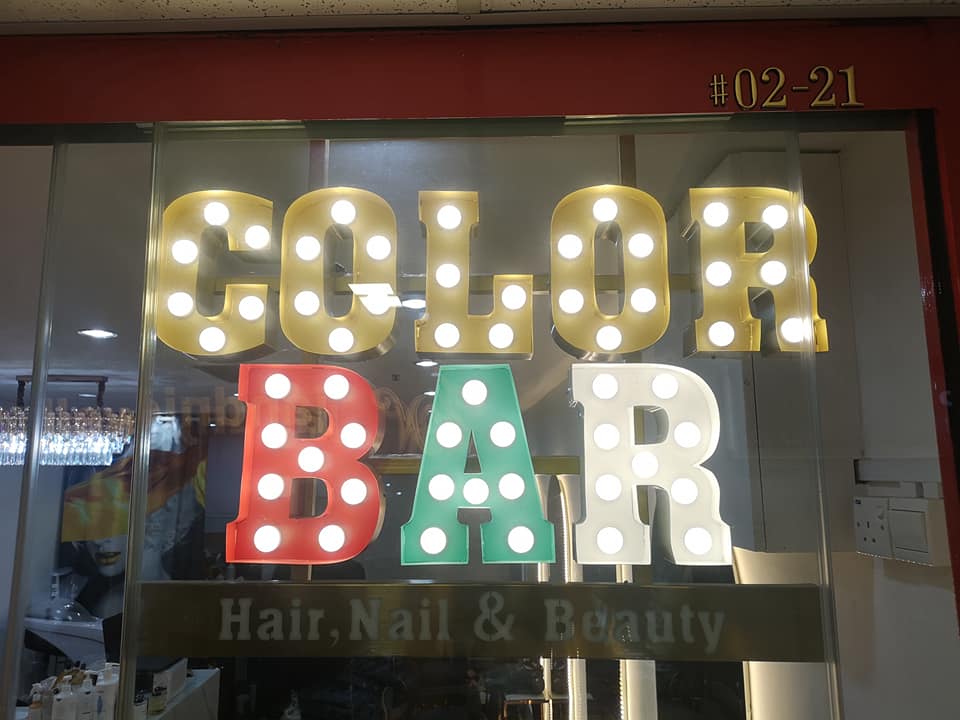 #02-21
COLOR
BAR
Hair, Nail & Beauty